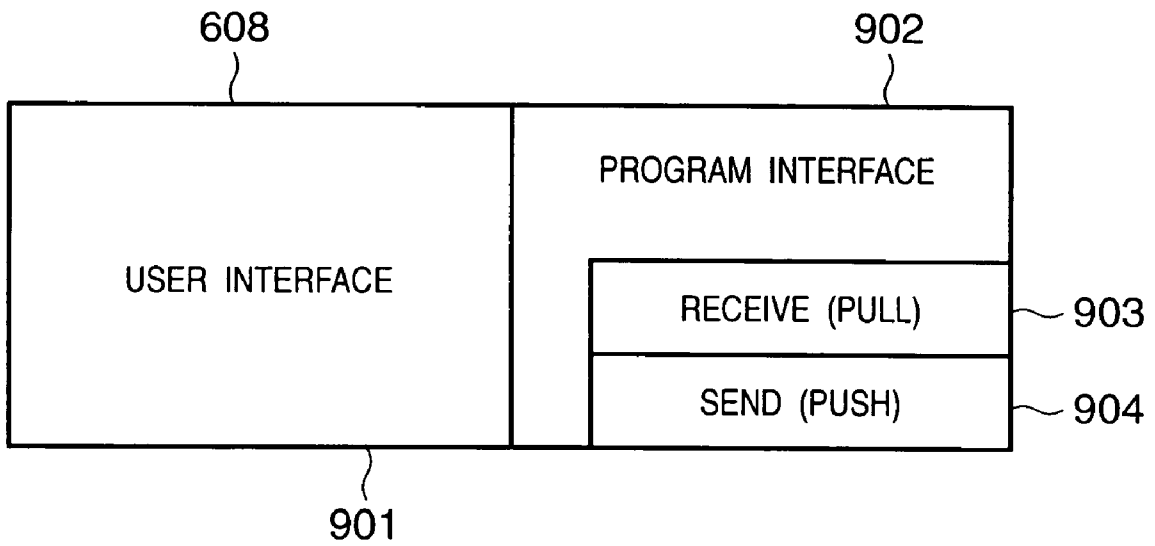 608
902
PROGRAM INTERFACE
USER INTERFACE
RECEIVE (PULL)
903
SEND (PUSH)
904
901